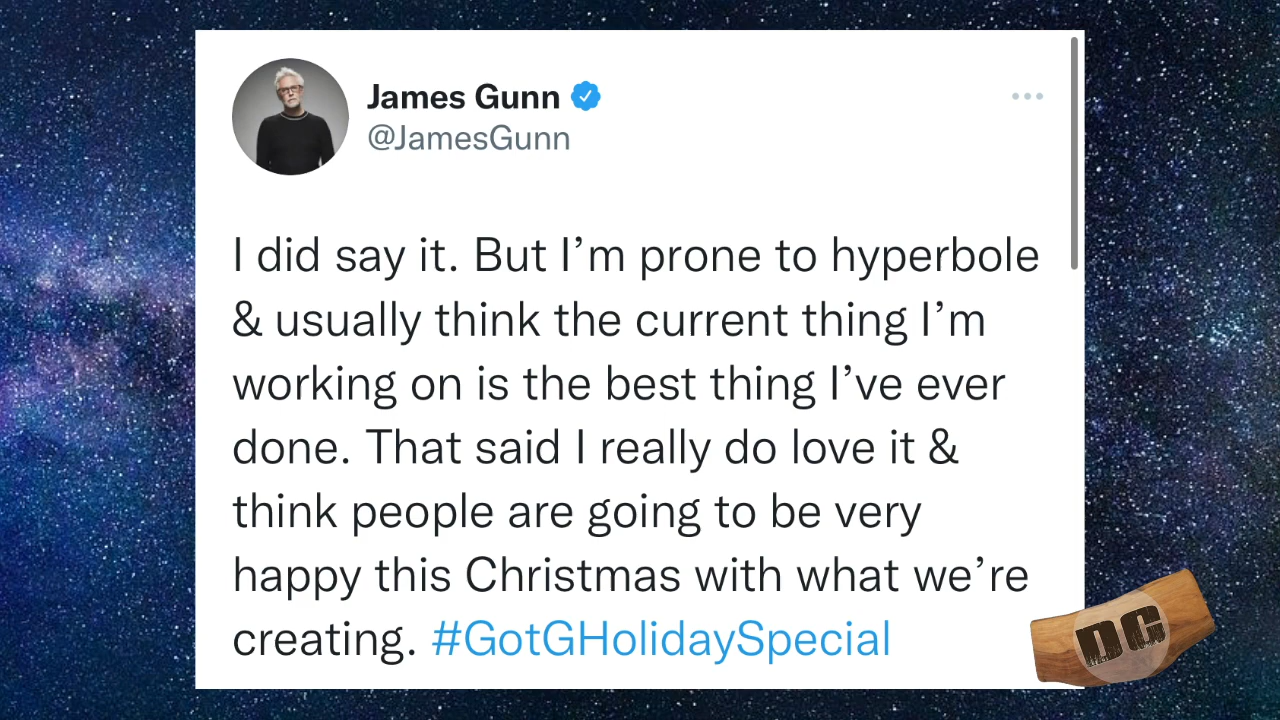 James Gunn
@JamesGunn
I did say it. But I’m prone to hyperbole
& usually think the current thing I’m
working on is the best thing I’ve ever
done. That said I really do love it &
think people are going to be very
happy this Christmas with what we’re
creating. #GotGHolidaySpecial
DG